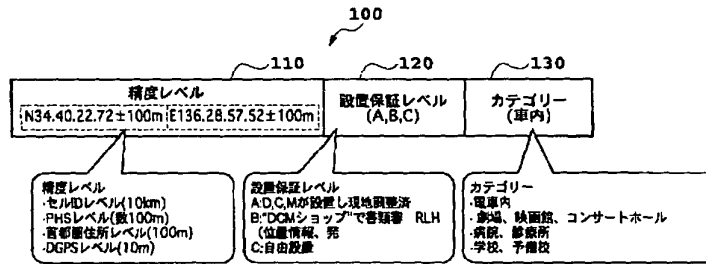 100
110
120
130
精度レベル
N34.40.22.72±100m E136.28.57.52±100m
設置保証レベル
(A,B,C)
カテゴリー
(車内)
精度レベル
·セルIDレベル(10km)
·PHSレベル(数100m)
·首都圏住所レベル(100m)
·DGPSレベル(10m)
設置保証レベル
A:D,C,Mが設置し現地調整済
B:"DCMショップ"で書類書 RLH
(位置情報、発
C:自由設置
カテゴリー
·電車内
·劇場、映画館、コンサートホール
·病院、診療所
·学校、予備校